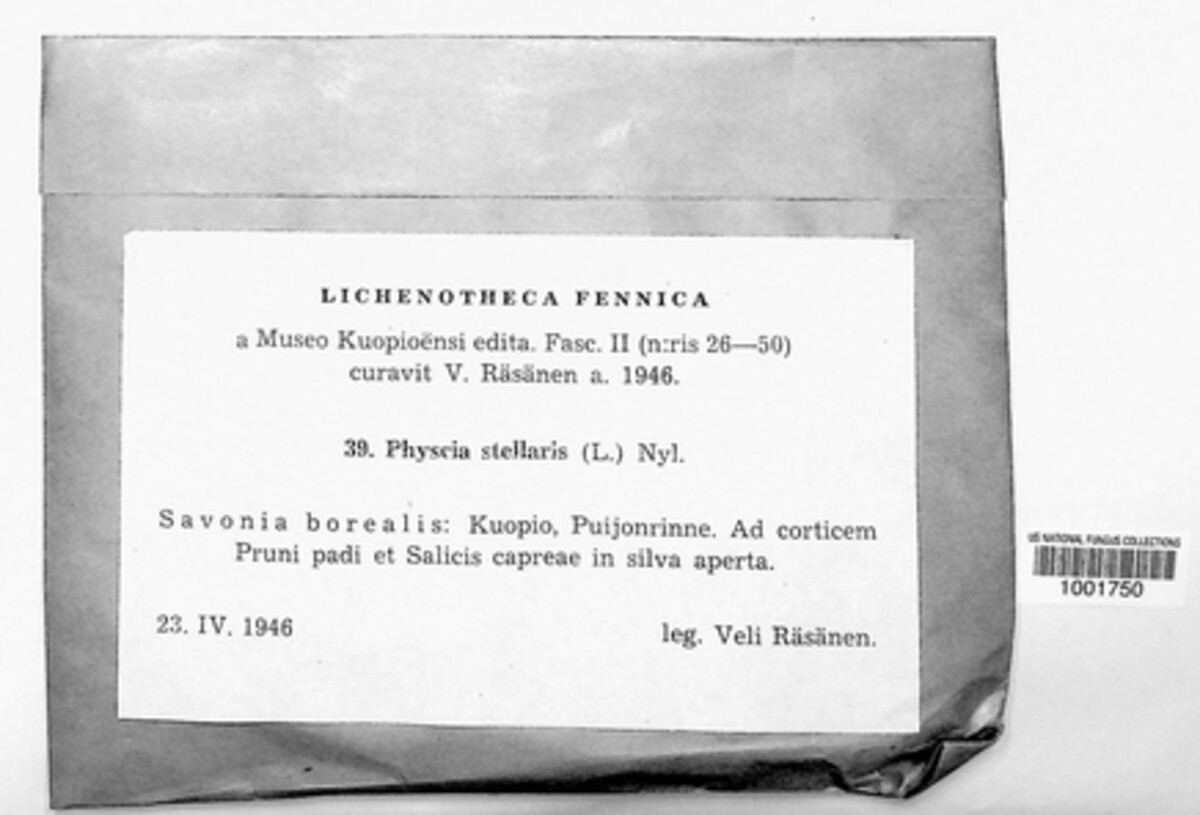 LICHENOTHECA FENNICA
a Museo Kuopioënsi edita. Fasc. II (n:ris 26—50)
curavit V. Räsänen a. 1946.
39. Physcia stellaris (L.) Nyl.
Savonia borealis: Kuopio, Puijonrinne. Ad corticem
Pruni padi et Salicis capreae in silva aperta.
23. IV. 1946 leg. Veli Räsänen.
US NATIONAL FUNGUS COLLECTIONS
1001750